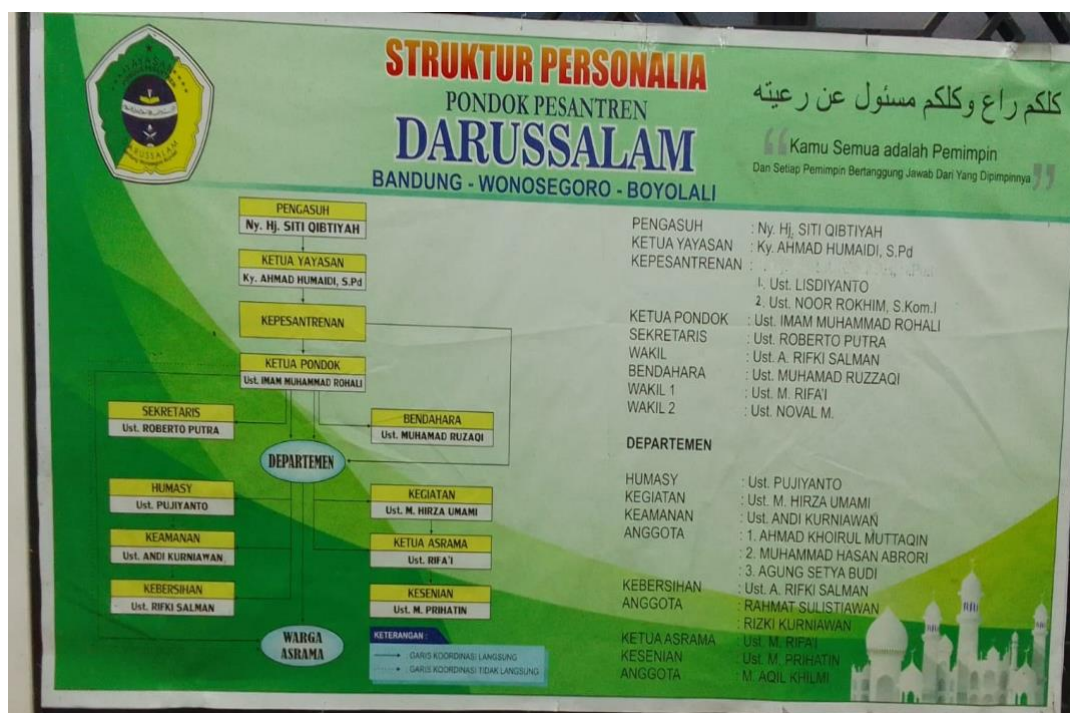 STRUKTUR PERSONALIA
PONDOK PESANTREN
DARUSSALAM
BANDUNG - WONOSEGORO - BOYOLALI
كلكم راع وكلكم مسئول عن رعيته
Kamu Semua adalah Pemimpin
Dan Setiap Pemimpin Bertanggung Jawab Dari Yang Dipimpinnya
YAYASAN
DARUSSALAM
PENGASUH
Ny. Hj. SITI QIBTIYAH
KETUA YAYASAN
Ky. AHMAD HUMAIDI, S.Pd
KEPESANTRENAN
KETUA PONDOK
Ust. IMAM MUHAMMAD ROHALI
SEKRETARIS
Ust. ROBERTO PUTRA
BENDAHARA
Ust. MUHAMAD RUZAQI
DEPARTEMEN
HUMASY
Ust. PUJIYANTO
KEGIATAN
Ust. M. HIRZA UMAMI
KEAMANAN
Ust. ANDI KURNIAWAN
KETUA ASRAMA
Ust. RIFA'I
KEBERSIHAN
Ust. RIFKI SALMAN
KESENIAN
Ust. M. PRIHATIN
WARGA
ASRAMA
KETERANGAN :
GARIS KOORDINASI LANGSUNG
GARIS KOORDINASI TIDAK LANGSUNG
PENGASUH : Ny. Hj. SITI QIBTIYAH
KETUA YAYASAN : Ky. AHMAD HUMAIDI, S.Pd
KEPESANTRENAN :
1. Ust. LISDIYANTO
2. Ust. NOOR ROKHIM, S.Kom.I
KETUA PONDOK : Ust. IMAM MUHAMMAD ROHALI
SEKRETARIS : Ust. ROBERTO PUTRA
WAKIL : Ust. A. RIFKI SALMAN
BENDAHARA : Ust. MUHAMAD RUZZAQI
WAKIL 1 : Ust. M. RIFA'I
WAKIL 2 : Ust. NOVAL M.
DEPARTEMEN
HUMASY : Ust. PUJIYANTO
KEGIATAN : Ust. M. HIRZA UMAMI
KEAMANAN : Ust. ANDI KURNIAWAN
ANGGOTA : 1. AHMAD KHOIRUL MUTTAQIN
: 2. MUHAMMAD HASAN ABRORI
: 3. AGUNG SETYA BUDI
KEBERSIHAN : Ust. A. RIFKI SALMAN
ANGGOTA : RAHMAT SULISTIAWAN
: RIZKI KURNIAWAN
KETUA ASRAMA : Ust. M. RIFA'I
KESENIAN : Ust. M. PRIHATIN
ANGGOTA : M. AQIL KHILMI